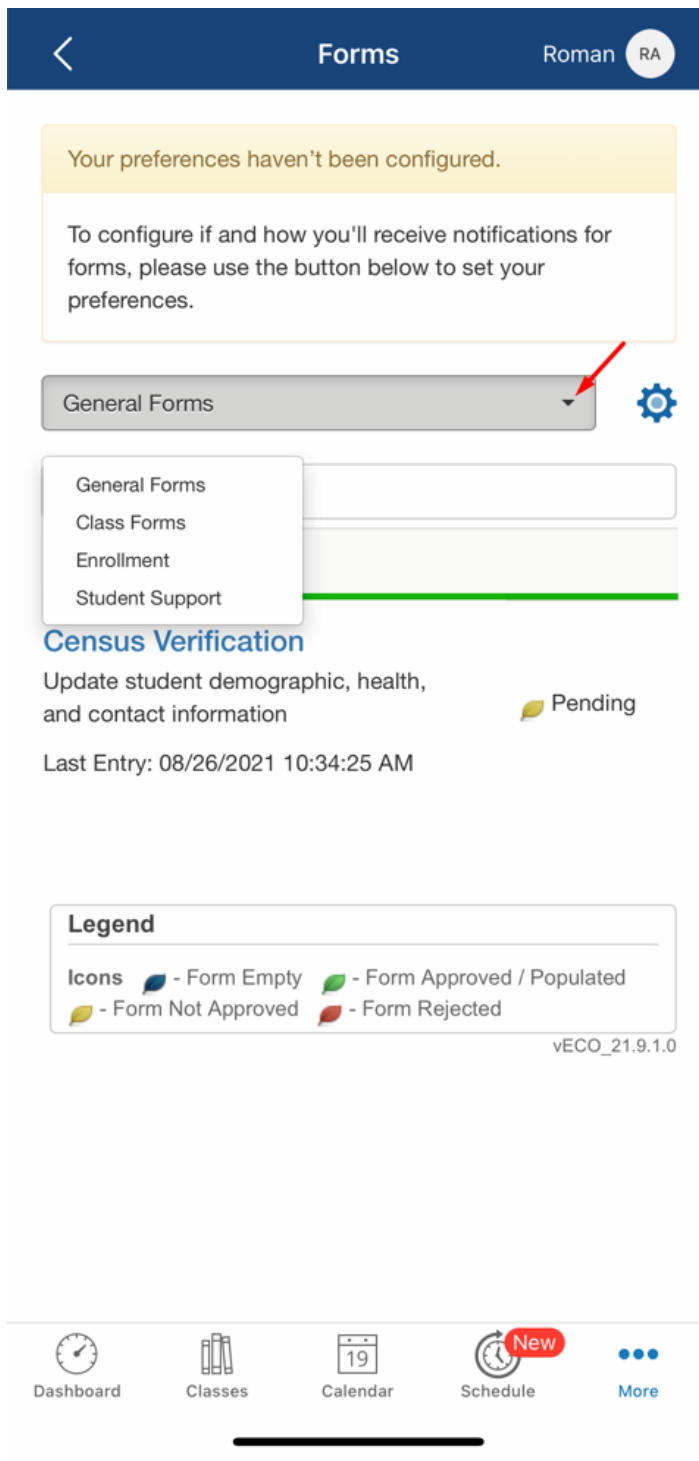 Forms
Roman RA
Your preferences haven’t been configured.
To configure if and how you'll receive notifications for
forms, please use the button below to set your
preferences.
General Forms
General Forms
Class Forms
Enrollment
Student Support
Census Verification
Update student demographic, health,
and contact information
Pending
Last Entry: 08/26/2021 10:34:25 AM
Legend
Icons - Form Empty - Form Approved / Populated
- Form Not Approved - Form Rejected
vECO_21.9.1.0
19
New
Dashboard Classes Calendar Schedule More